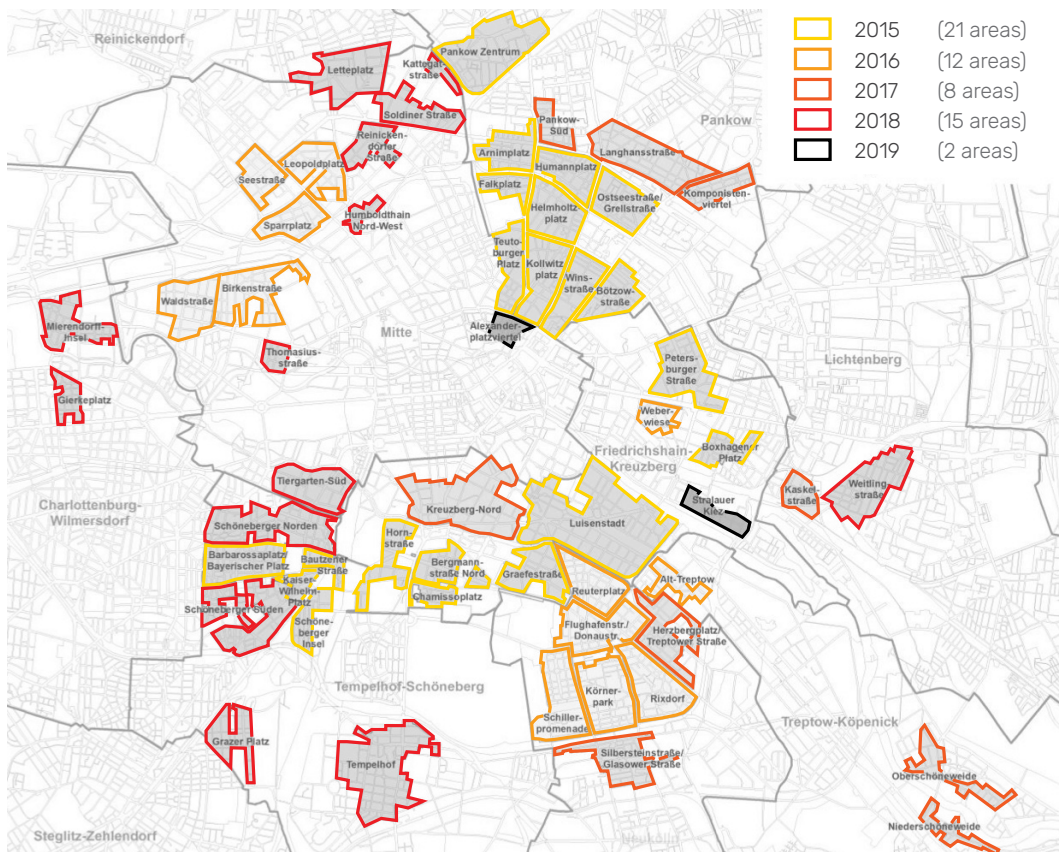 2015 (21 areas)
2016 (12 areas)
2017 (8 areas)
2018 (15 areas)
2019 (2 areas)
Reinickendorf
Pankow Zentrum
Kattegat-
straße
Letteplatz
Soldiner Straße
Pankow-
Süd
Pankow
Reinicken-
dorfer
Straße
Arnimplatz
Langhansstraße
Leopoldplatz
Humannplatz
Seestraße
Falkplatz
Komponisten-
viertel
Ostseestraße/
Grellstraße
Helmholtz-
platz
Humboldthain
Nord-West
Sparrplatz
Teuto-
burger
Platz
Kollwitz
platz
Wins-
straße
Bötzow-
straße
Birkenstraße
Waldstraße
Mierendorff-
Insel
Mitte
Alexander-
platzviertel
Thomasius-
straße
Lichtenberg
Peters-
burger
Straße
Gierkeplatz
Weber-
wiese
Boxhagener
Platz
Friedrichshain-
Kreuzberg
Tiergarten-Süd
Kaskel-
straße
Weitling
straße
Charlottenburg-
Wilmersdorf
Kreuzberg-Nord
Stralauer
Kiez
Schöneberger Norden
Luisenstadt
Horn-
straße
Barbarossaplatz/
Bayerischer Platz
Bautzener
Straße
Bergmann-
straße Nord
Graefestraße
Alt-Treptow
Kaiser-
Wilhelm-
Platz
Chamissoplatz
Reuterplatz
Schöneberger Süden
Schöne-
berger
Insel
Flughafenstr./
Donaustr.
Herzbergplatz/
Treptower Straße
Tempelhof-Schöneberg
Körner-
park
Rixdorf
Schiller-
promenade
Treptow-Köpenick
Grazer Platz
Tempelhof
Silbersteinstraße/
Glasower Straße
Oberschöneweide
Niederschöneweide
Steglitz-Zehlendorf
Neukölln